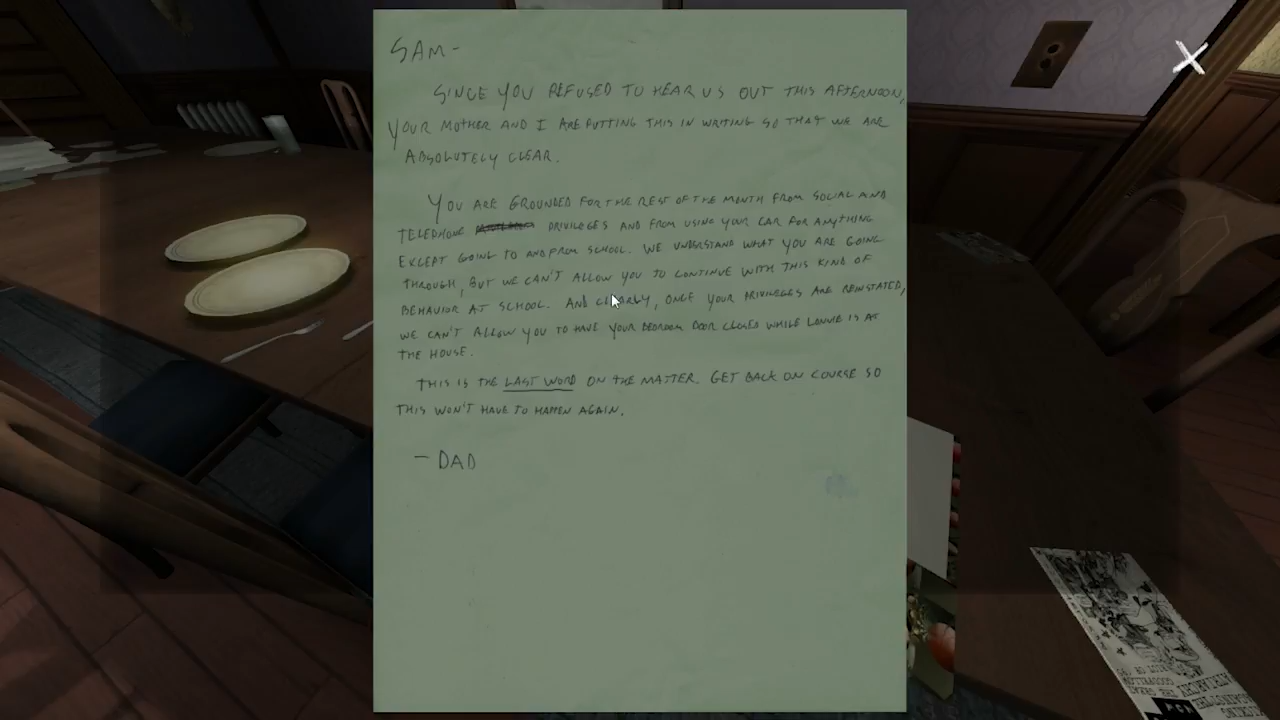 SAM-
SINCE YOU REFUSED TO HEAR US OUT THIS AFTERNOON,
YOUR MOTHER AND I ARE PUTTING THIS IN WRITING SO THAT WE ARE
ABSOLUTELY CLEAR.
YOU ARE GROUNDED FOR THE REST OF THE MONTH FROM SOCIAL AND
TELEPHONE PRIVILEGES AND FROM USING YOUR CAR FOR ANYTHING
EXCEPT GOING TO AND FROM SCHOOL. WE UNDERSTAND WHAT YOU ARE GOING
THROUGH, BUT WE CAN'T ALLOW YOU TO CONTINUE WITH THIS KIND OF
BEHAVIOR AT SCHOOL. AND CLEARLY, ONCE YOUR PRIVILEGES ARE REINSTATED,
WE CAN'T ALLOW YOU TO HAVE YOUR BEDROOM DOOR CLOSED WHILE LONNIE IS AT
THE HOUSE.
THIS IS THE LAST WORD ON THE MATTER. GET BACK ON COURSE SO
THIS WON'T HAVE TO HAPPEN AGAIN.
- DAD